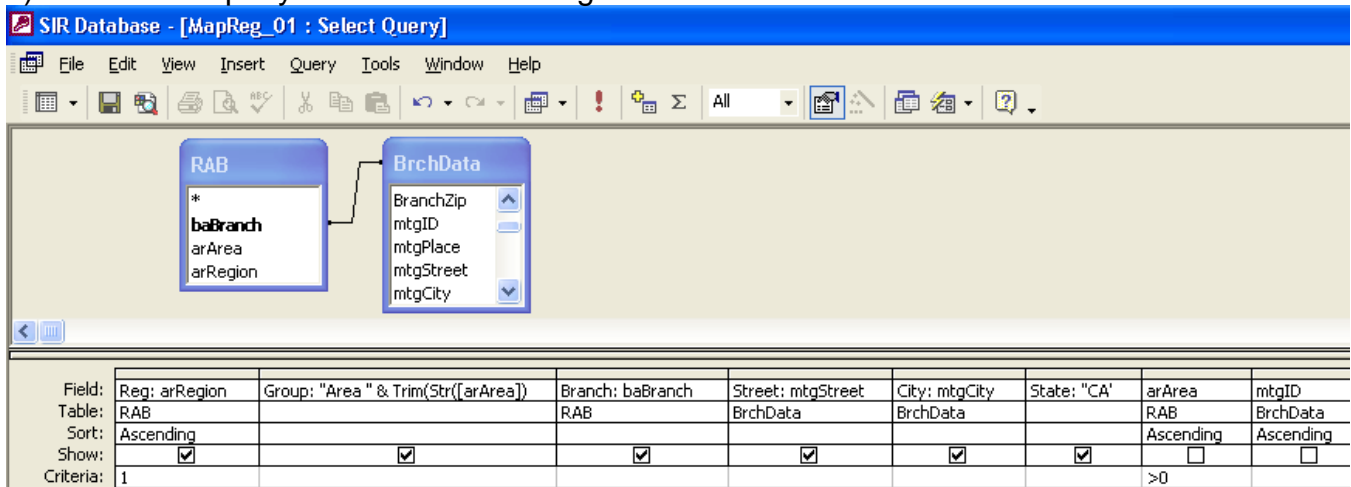 SIR Database - [MapReg_01 : Select Query]
File Edit View Insert Query Tools Window Help
ABC All
RAB BrchData
* BranchZip
baBranch mtgID
arArea mtgPlace
arRegion mtgStreet
mtgCity
Field: Reg: arRegion Group: "Area " & Trim(Str([arArea]) Branch: baBranch Street: mtgStreet City: mtgCity State: "CA' arArea mtgID
Table: RAB RAB BrchData BrchData RAB BrchData
Sort: Ascending Ascending Ascending
Show:
Criteria: 1 >0